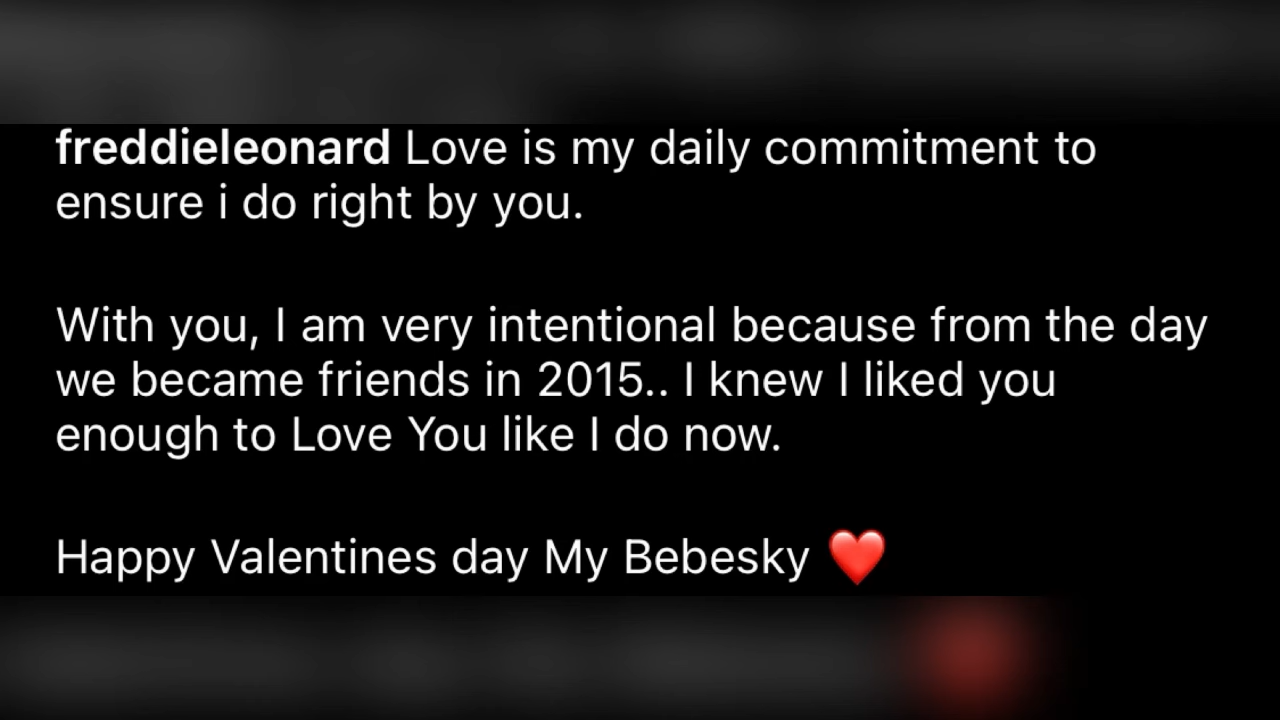 freddieleonard Love is my daily commitment to
ensure i do right by you.
With you, I am very intentional because from the day
we became friends in 2015.. I knew I liked you
enough to Love You like I do now.
Happy Valentines day My Bebesky ❤️